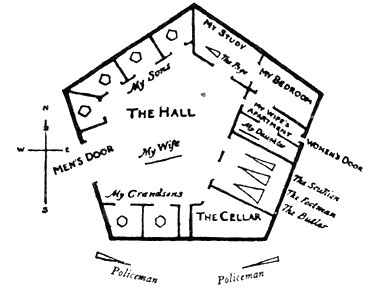 MY STUDY
The Pipe
MY BEDROOM
My Sons
N
THE HALL
MY WIFE'S
APARTMENT
My Daughter
W E
MEN'S DOOR
WOMEN'S DOOR
My Wife
S
The Scullion
The Footman
The Butler
My Grandsons
THE CELLAR
Policeman
Policeman